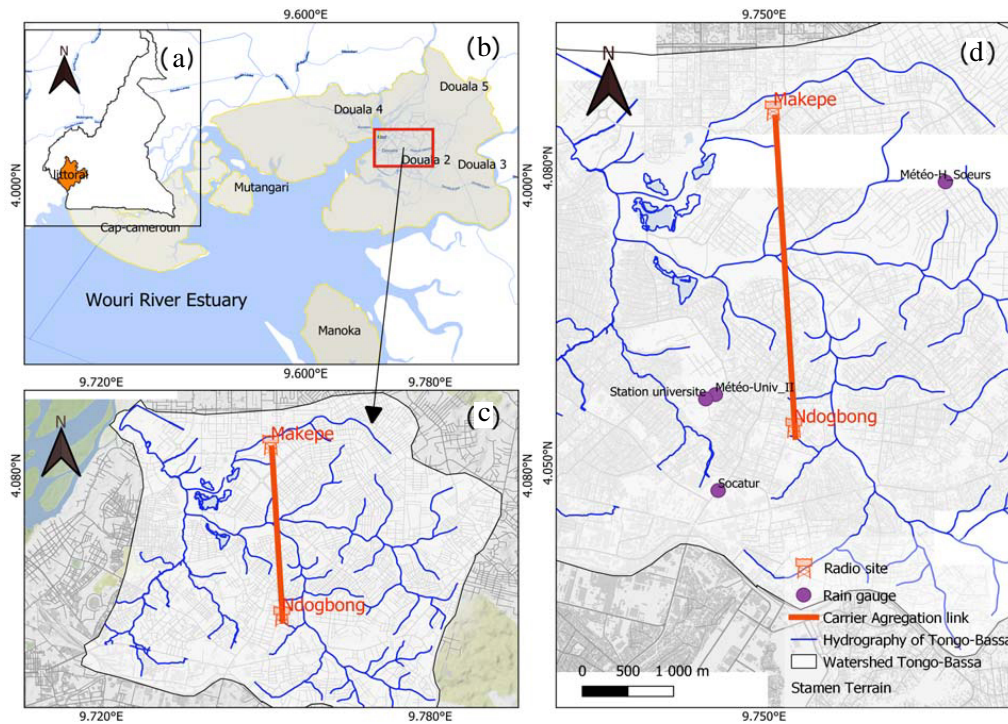 9.600°E
9.750°E
(a)
N
littoral
(b)
Douala 5
Douala 4
Douala 2
Douala 3
Mutangari
Cap-cameroun
Wouri River Estuary
Manoka
4.000°N
4.000°N
9.720°E
9.600°E
9.780°E
(c)
N
Makepe
Ndogbong
4.080°N
4.080°N
9.720°E
9.780°E
(d)
N
Makepe
Météo-H_Sœurs
Météo-Univ_II
Station universite
Ndogbong
Socatur
4.080°N
4.050°N
4.080°N
4.050°N
Radio site
Rain gauge
Carrier Agregation link
Hydrography of Tongo-Bassa
Watershed Tongo-Bassa
Stamen Terrain
0 500 1 000 m
9.750°E